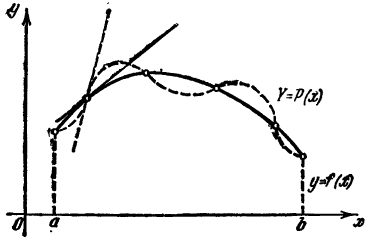 y
Y=P(x)
y=f(x)
0 a b x